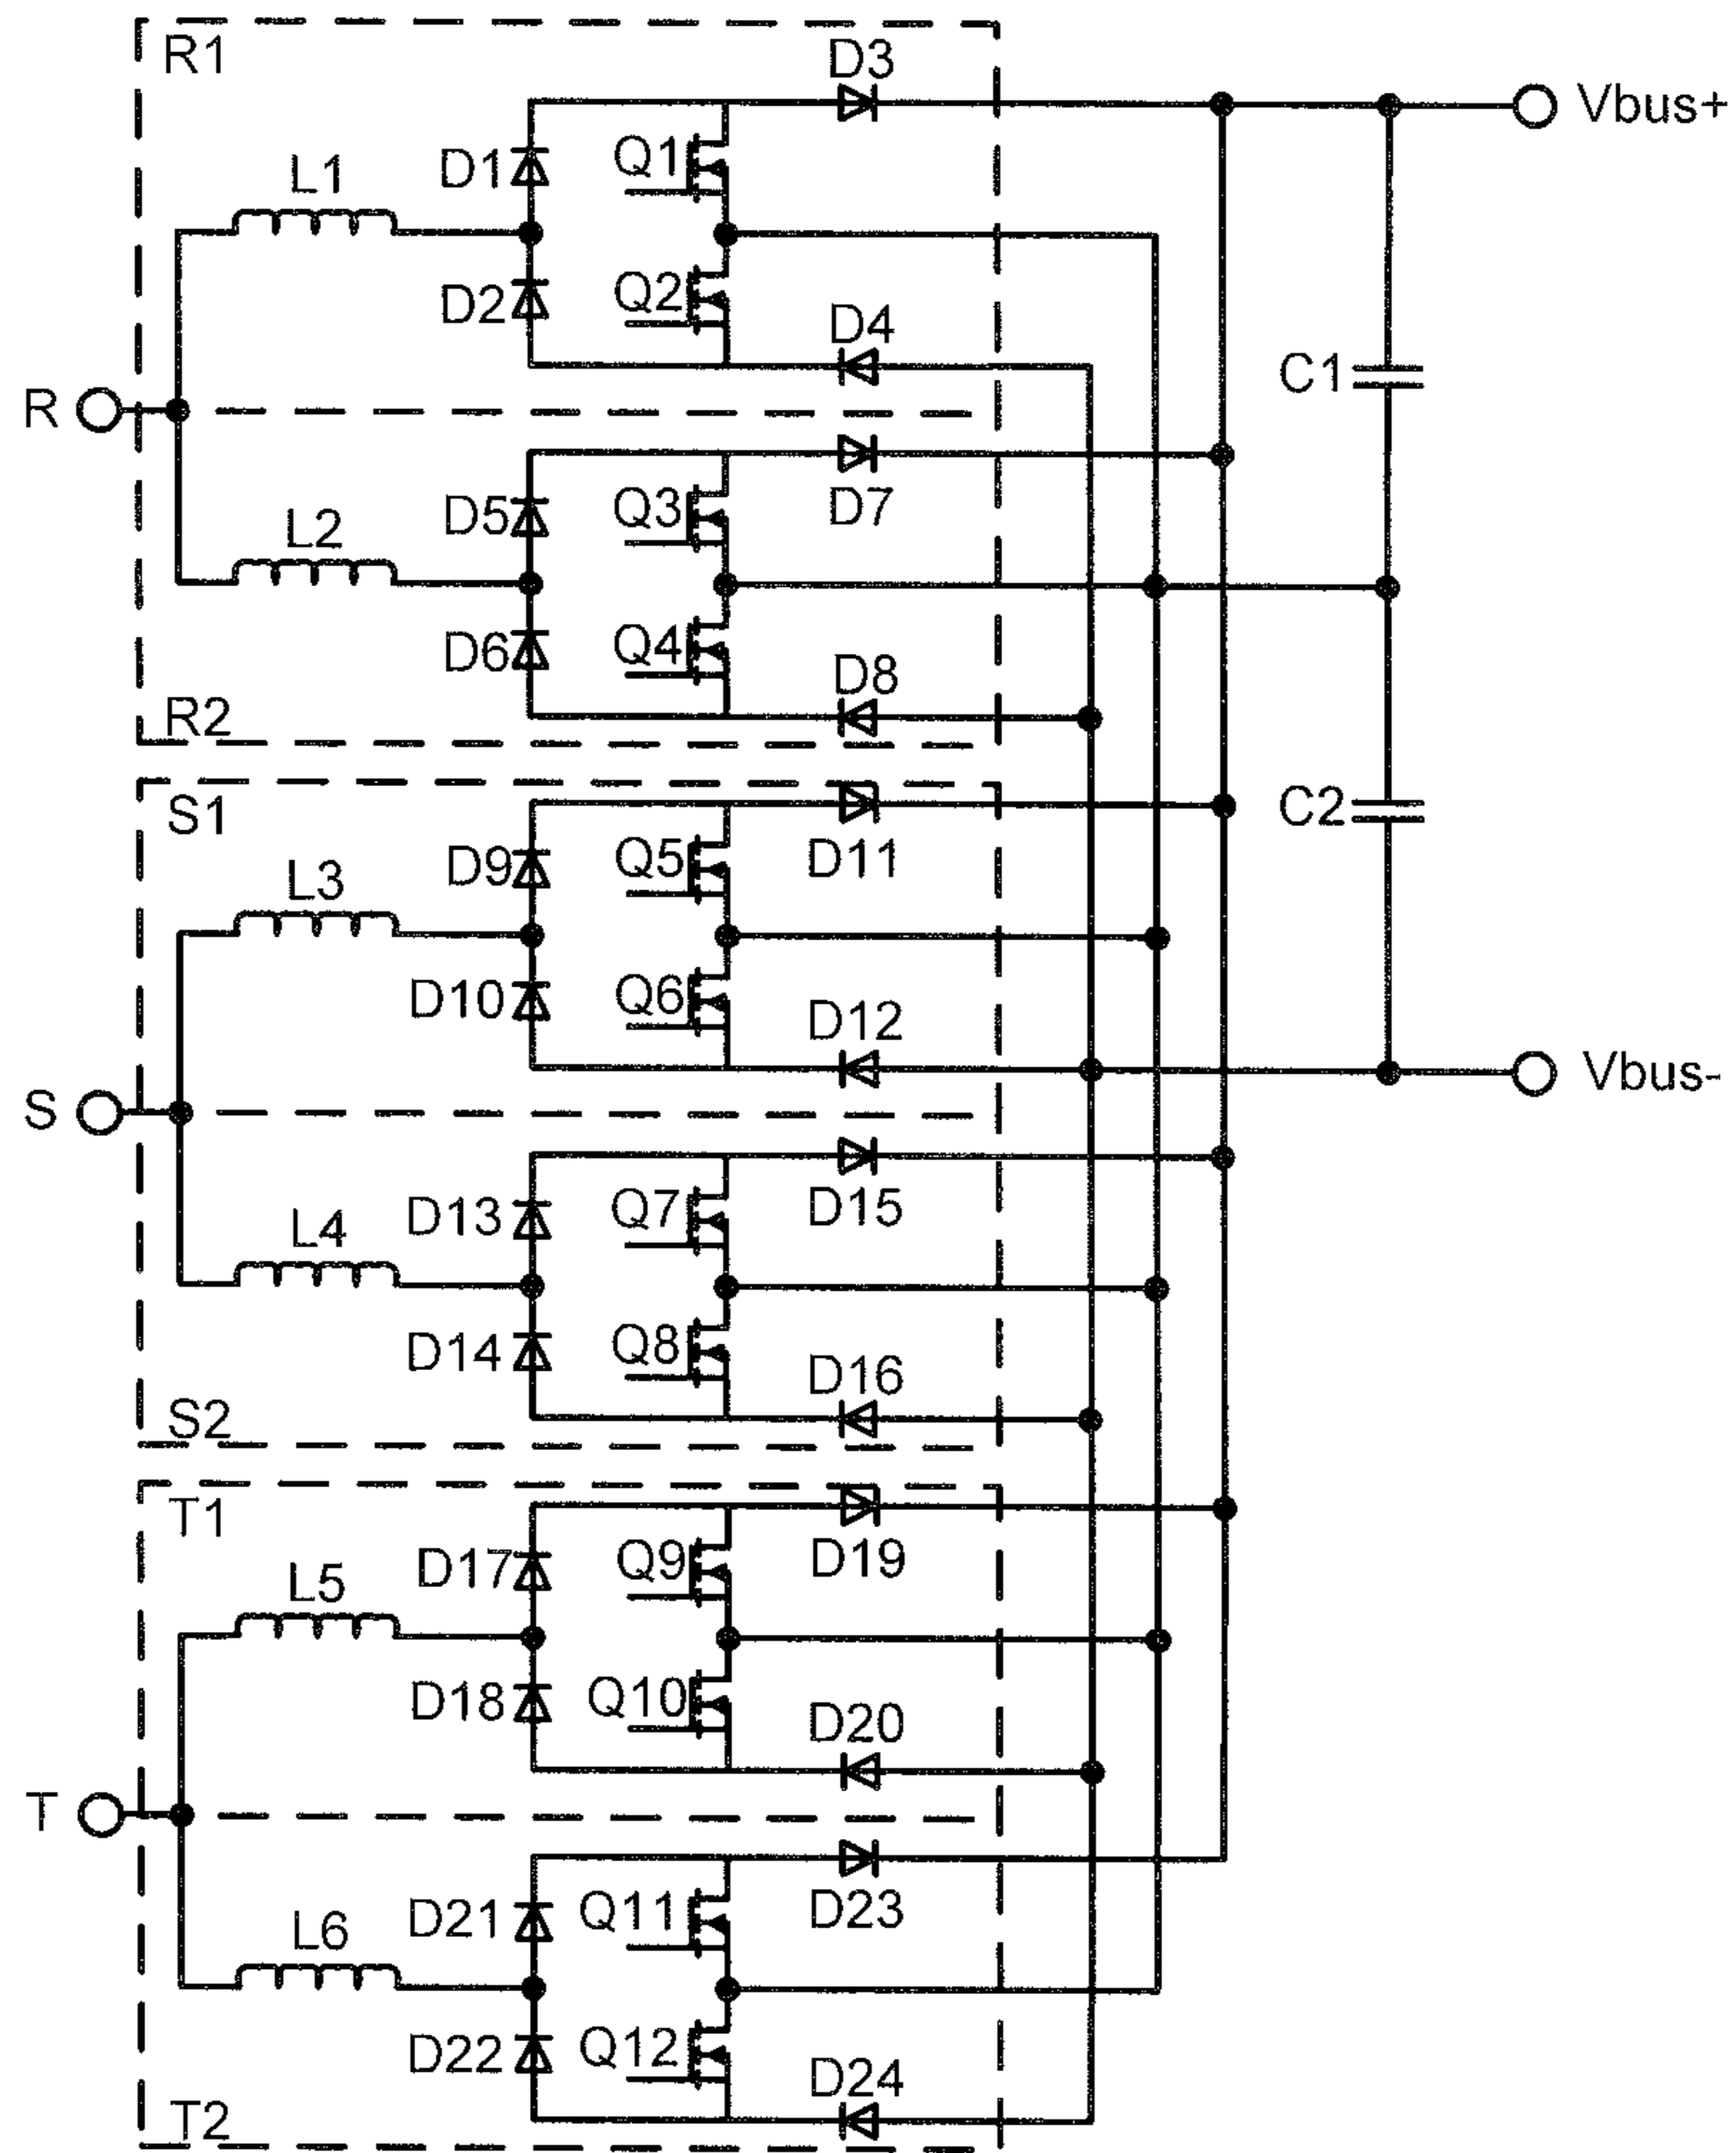 R1
D3
Vbus+
Q1
D1
L1
Q2
D2
D4
C1
R
D7
Q3
D5
L2
Q4
D6
D8
R2
S1
C2
Q5
D11
D9
L3
Q6
D10
D12
Vbus-
S
Q7
D15
D13
L4
Q8
D14
D16
S2
T1
Q9
D19
D17
L5
Q10
D18
D20
T
Q11
D23
D21
L6
Q12
D22
D24
T2